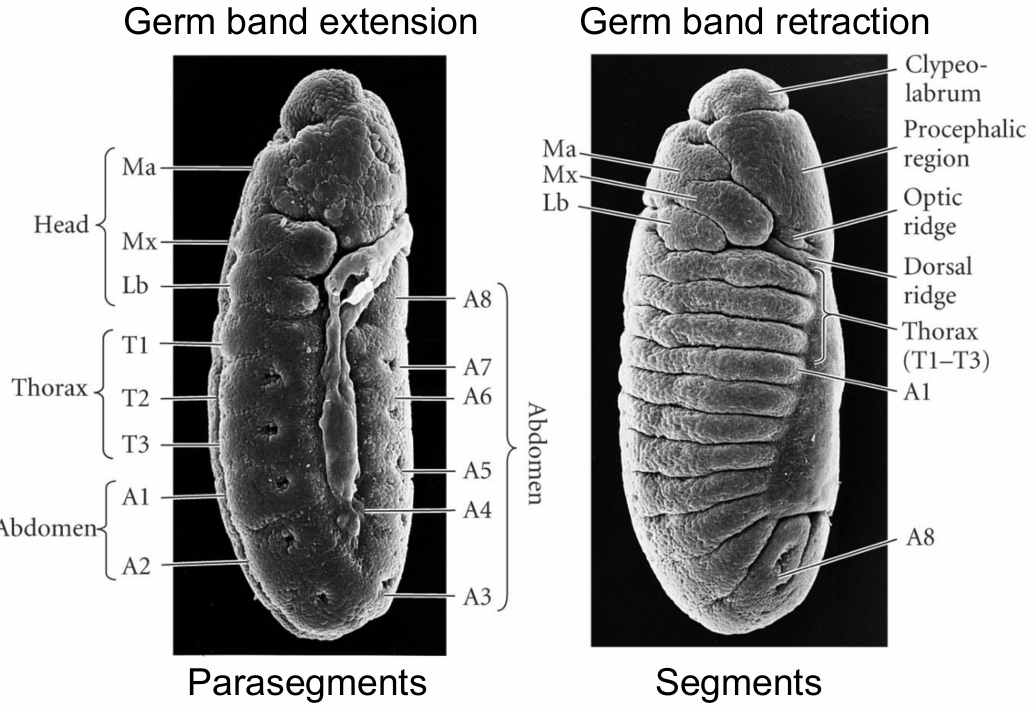 Germ band extension
Germ band retraction
Head
Ma
Mx
Lb
Thorax
T1
T2
T3
Abdomen
A1
A2
A8
A7
A6
A5
A4
A3
Abdomen
Ma
Mx
Lb
Clypeo-
labrum
Procephalic
region
Optic
ridge
Dorsal
ridge
Thorax
(T1–T3)
A1
A8
Parasegments
Segments